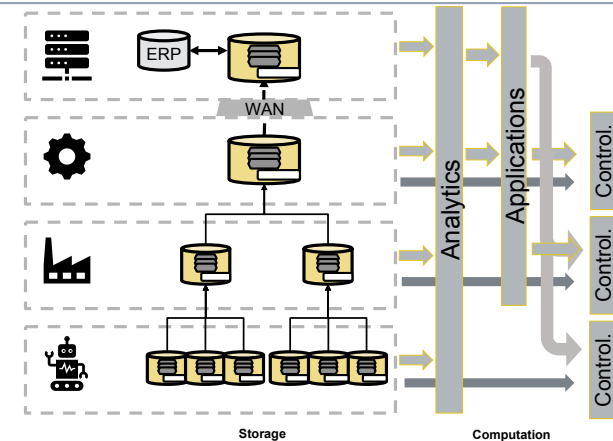 ERP
WAN
Analytics
Applications
Control.
Control.
Control.
Storage
Computation